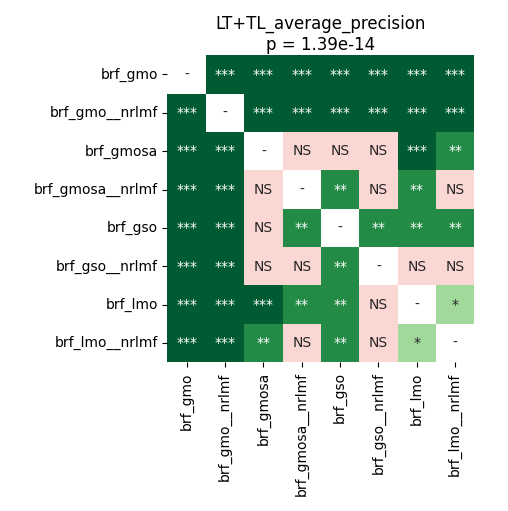 LT+TL_average_precision
p = 1.39e-14
brf_gmo - *** *** *** *** *** *** ***
brf_gmo__nrlmf *** - *** *** *** *** *** ***
brf_gmosa *** *** - NS NS NS *** **
brf_gmosa__nrlmf *** *** NS - ** NS ** NS
brf_gso *** *** NS ** - ** ** **
brf_gso__nrlmf *** *** NS NS ** - NS NS
brf_lmo *** *** *** ** ** NS - *
brf_lmo__nrlmf *** *** ** NS ** NS * -
brf_gmo
brf_gmo__nrlmf
brf_gmosa
brf_gmosa__nrlmf
brf_gso
brf_gso__nrlmf
brf_lmo
brf_lmo__nrlmf